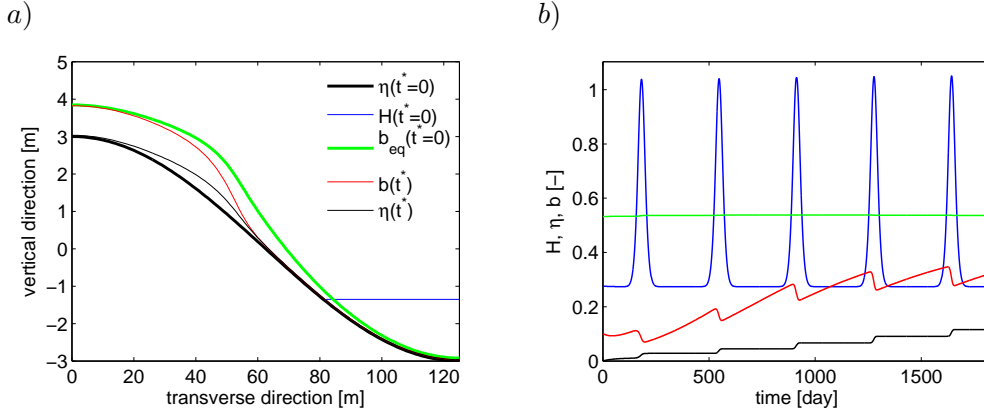 a)
5
4
3
2
1
0
−1
−2
−3
0 20 40 60 80 100 120
vertical direction [m]
transverse direction [m]
η(t*=0)
H(t*=0)
b_eq(t*=0)
b(t*)
η(t*)
b)
1
0.8
0.6
0.4
0.2
0
0 500 1000 1500
H, η, b [-]
time [day]